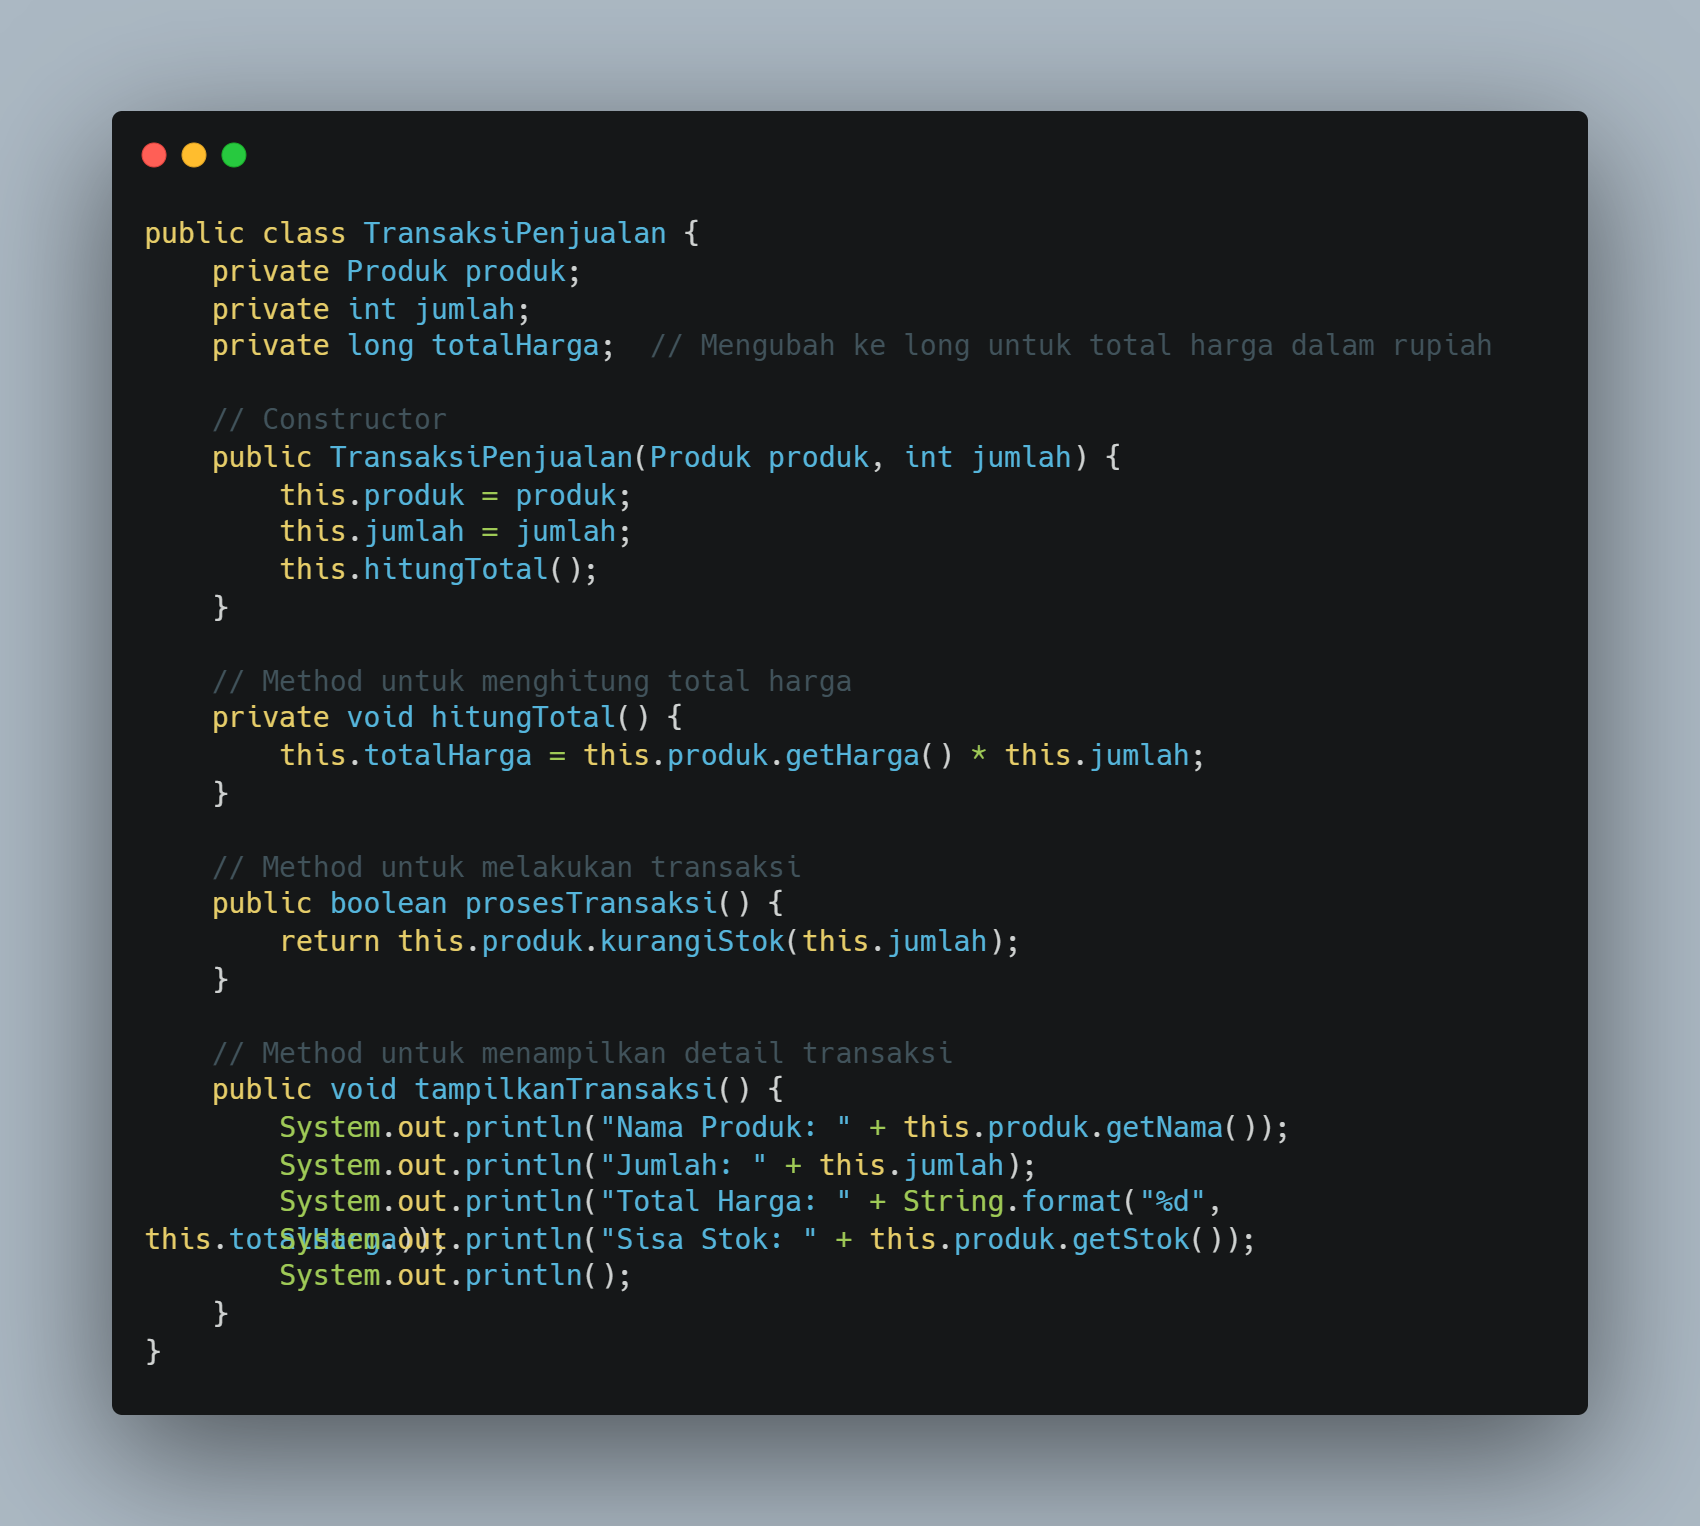 public class TransaksiPenjualan {
    private Produk produk;
    private int jumlah;
    private long totalHarga;  // Mengubah ke long untuk total harga dalam rupiah

    // Constructor
    public TransaksiPenjualan(Produk produk, int jumlah) {
        this.produk = produk;
        this.jumlah = jumlah;
        this.hitungTotal();
    }

    // Method untuk menghitung total harga
    private void hitungTotal() {
        this.totalHarga = this.produk.getHarga() * this.jumlah;
    }

    // Method untuk melakukan transaksi
    public boolean prosesTransaksi() {
        return this.produk.kurangiStok(this.jumlah);
    }

    // Method untuk menampilkan detail transaksi
    public void tampilkanTransaksi() {
        System.out.println("Nama Produk: " + this.produk.getNama());
        System.out.println("Jumlah: " + this.jumlah);
        System.out.println("Total Harga: " + String.format("%d",
this.totalHarga));
        System.out.println("Sisa Stok: " + this.produk.getStok());
        System.out.println();
    }
}